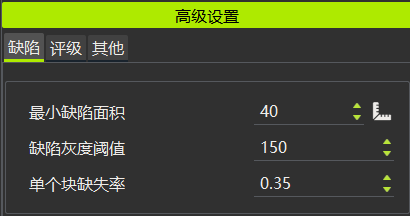 高级设置
缺陷 评级 其他
最小缺陷面积 40
缺陷灰度阈值 150
单个块缺失率 0.35